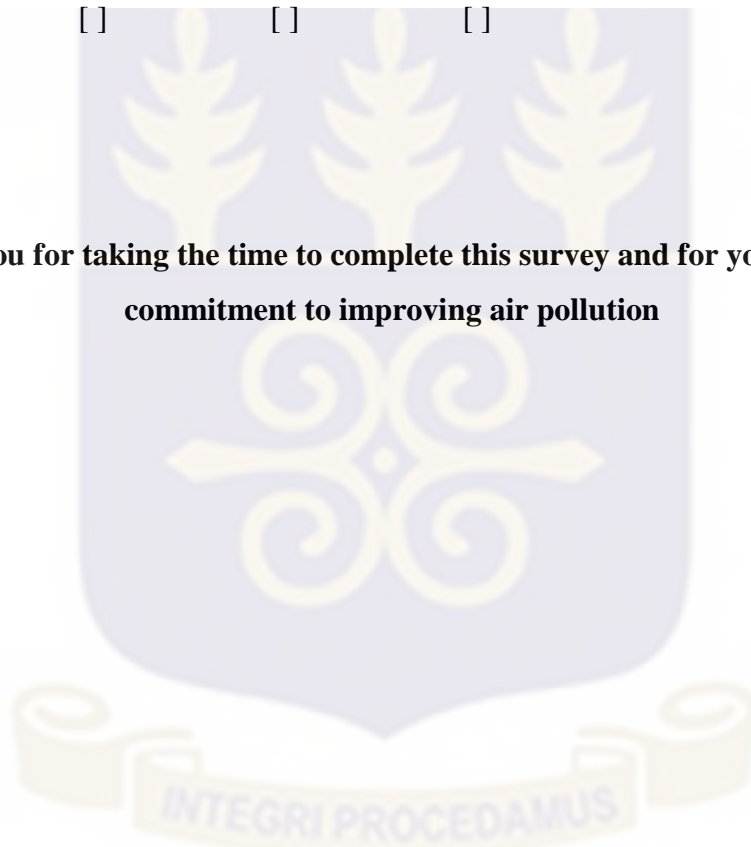 [ ] [ ] [ ]
ou for taking the time to complete this survey and for yo
commitment to improving air pollution
INTEGRI PROCEDAMUS